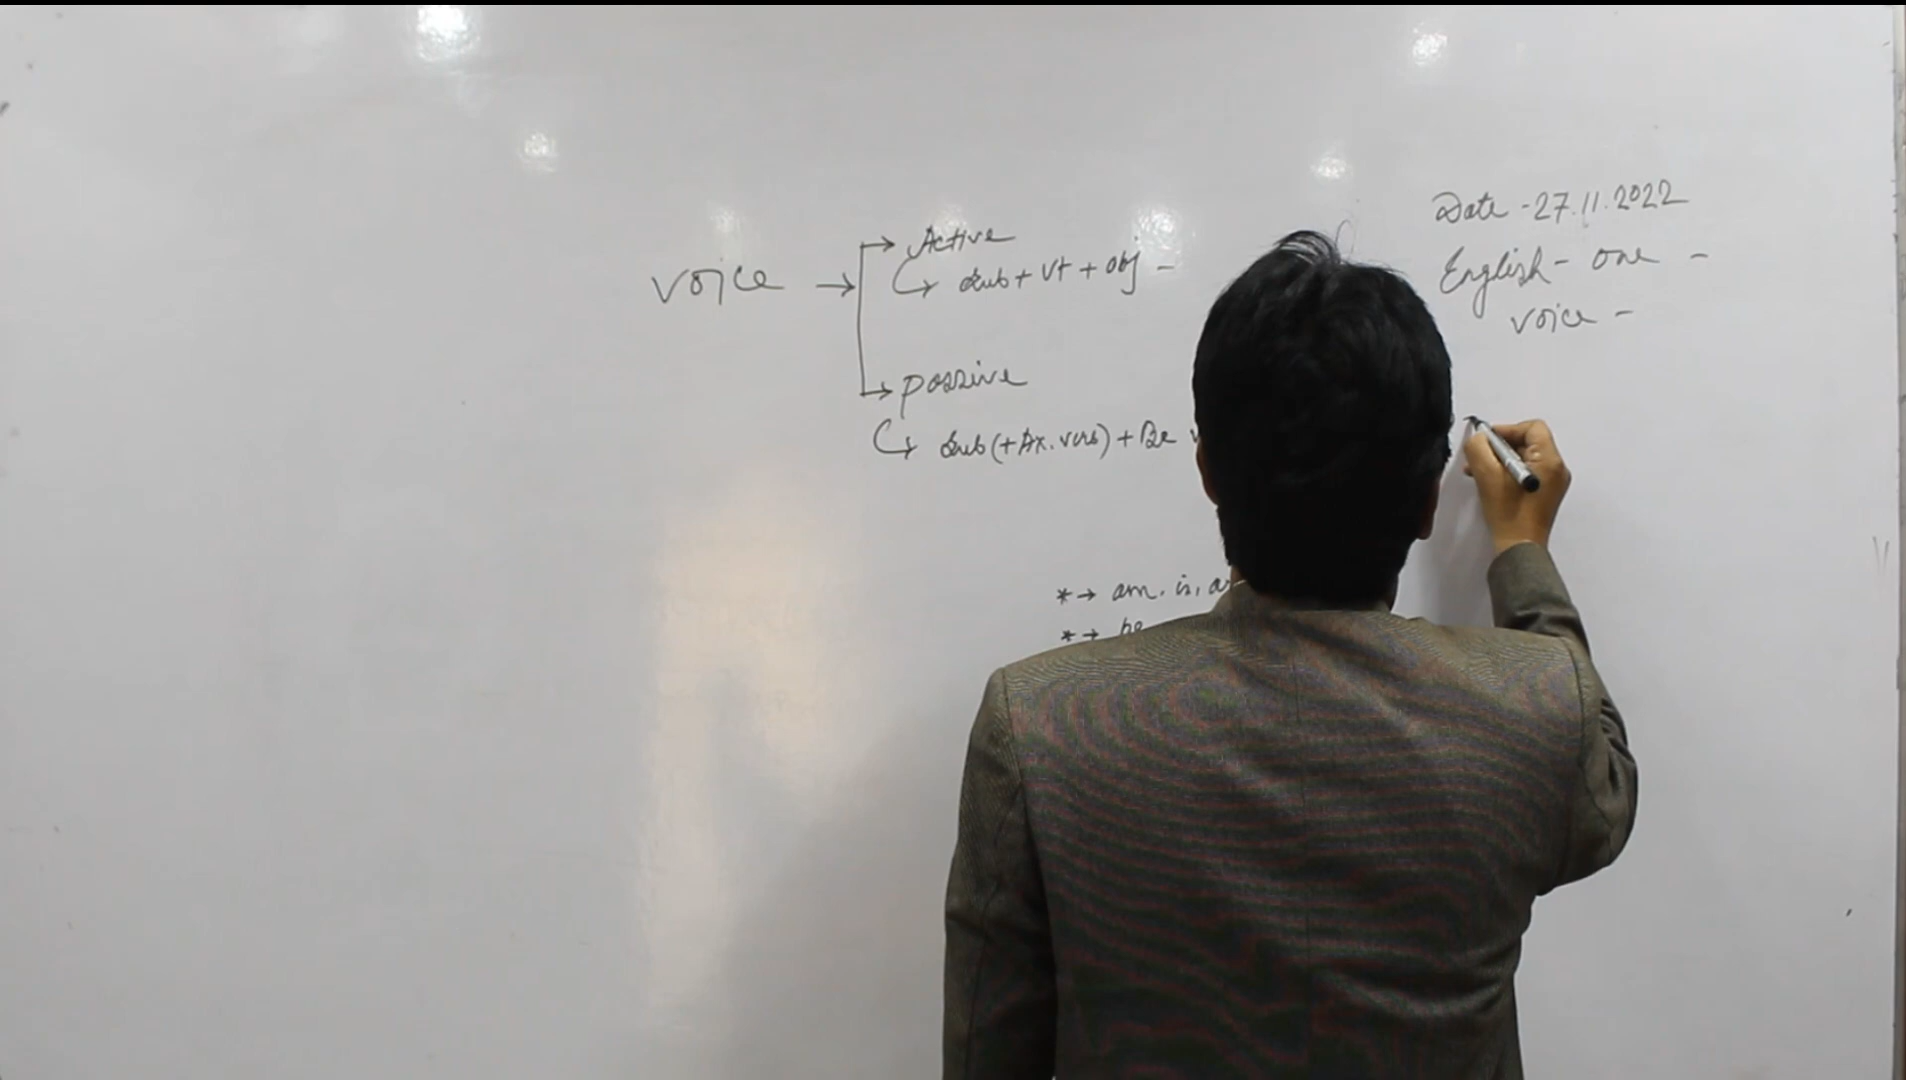 Date - 27.11.2022
English - one -
voice -
voice →
→ Active
↳ Sub + Vt + obj -
→ passive
↳ Sub (+ Ax. verb) + Be
* → am, is,
* → be